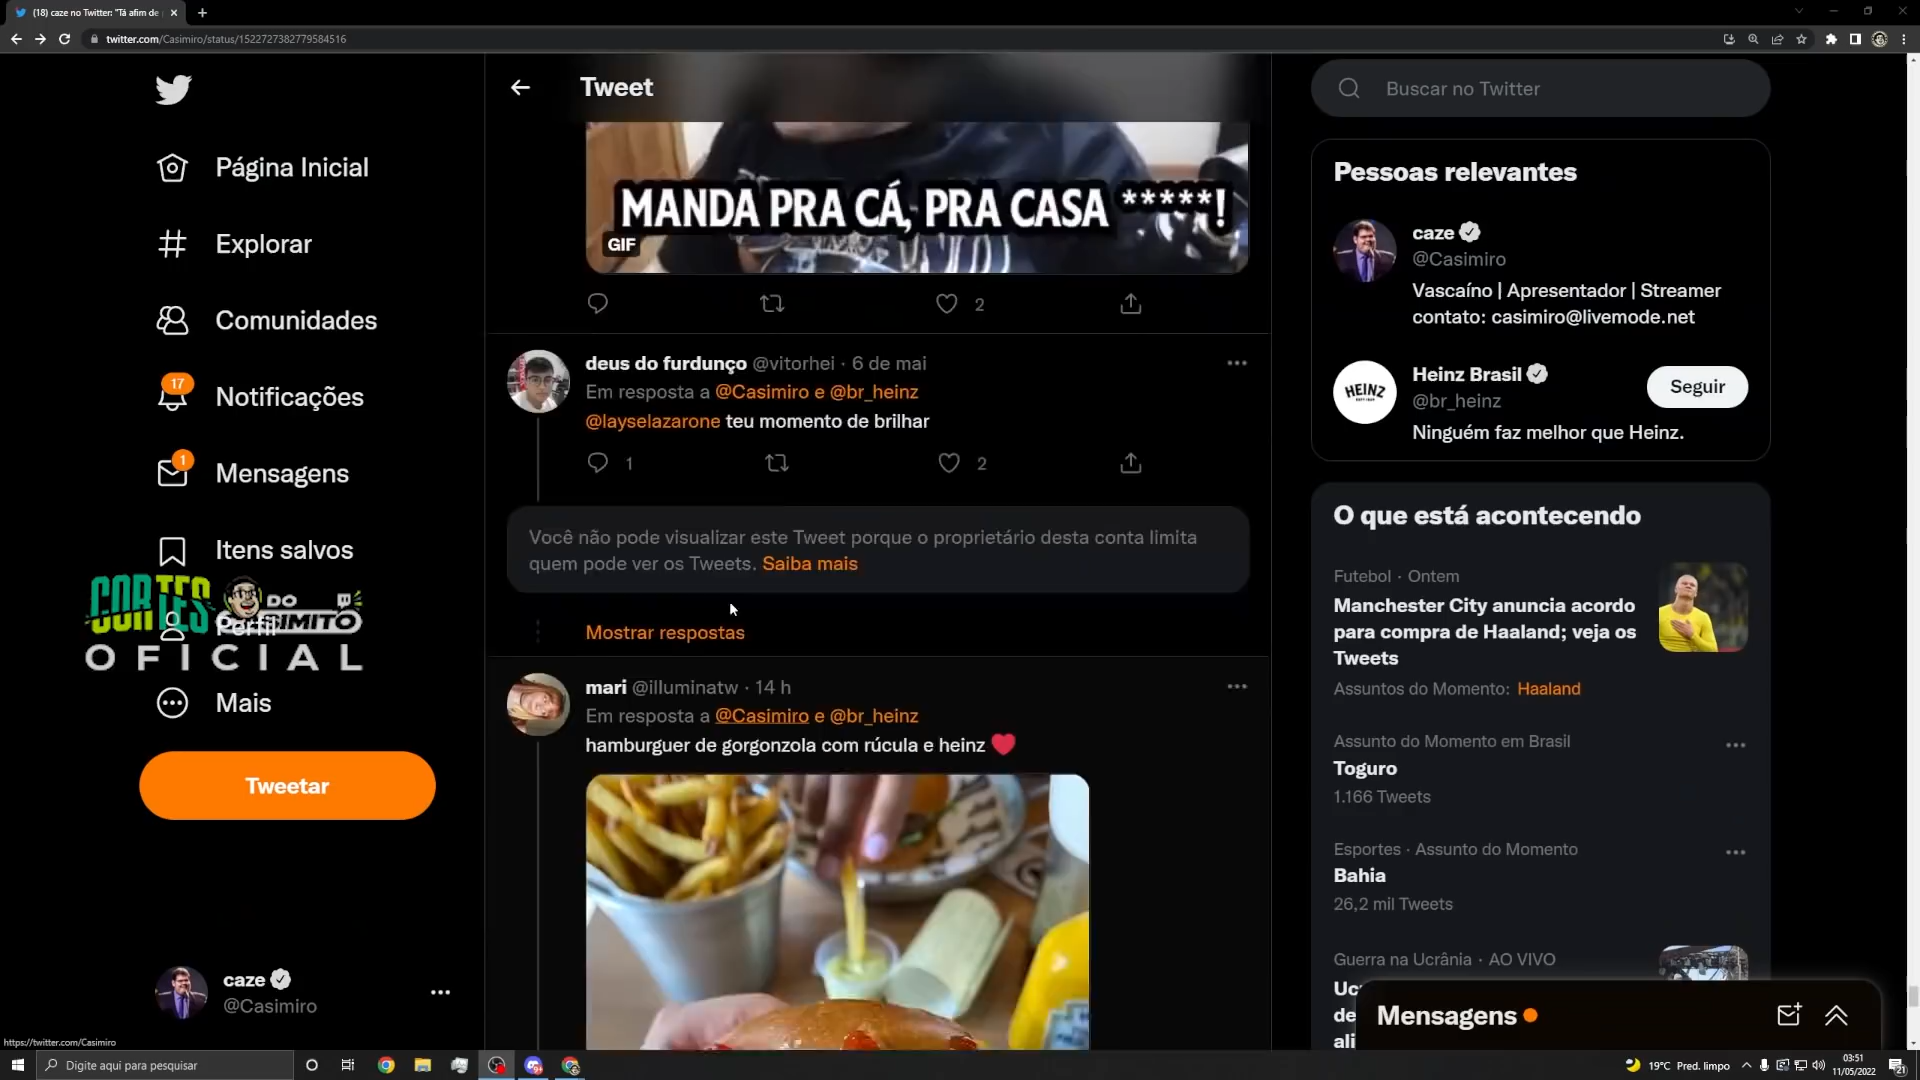 (18) caze no Twitter: "Tá afim de
twitter.com/Casimiro/status/1522727382779584516
Página Inicial
Explorar
Comunidades
17
Notificações
1
Mensagens
Itens salvos
CORTES DO CASIMITO
OFICIAL
Perfil
Mais
Tweetar
caze
@Casimiro
https://twitter.com/Casimiro
Tweet
MANDA PRA CÁ, PRA CASA *****!
GIF
2
deus do furdunço @vitorhei · 6 de mai
Em resposta a @Casimiro e @br_heinz
@layselazarone teu momento de brilhar
1 2
Você não pode visualizar este Tweet porque o proprietário desta conta limita
quem pode ver os Tweets. Saiba mais
Mostrar respostas
mari @illuminatw · 14 h
Em resposta a @Casimiro e @br_heinz
hamburguer de gorgonzola com rúcula e heinz
Buscar no Twitter
Pessoas relevantes
caze
@Casimiro
Vascaíno | Apresentador | Streamer
contato: casimiro@livemode.net
HEINZ
Heinz Brasil
@br_heinz
Seguir
Ninguém faz melhor que Heinz.
O que está acontecendo
Futebol · Ontem
Manchester City anuncia acordo
para compra de Haaland; veja os
Tweets
Assuntos do Momento: Haaland
Assunto do Momento em Brasil
Toguro
1.166 Tweets
Esportes · Assunto do Momento
Bahia
26,2 mil Tweets
Guerra na Ucrânia · AO VIVO
Mensagens
Digite aqui para pesquisar
19°C Pred. limpo
03:51
11/05/2022
21